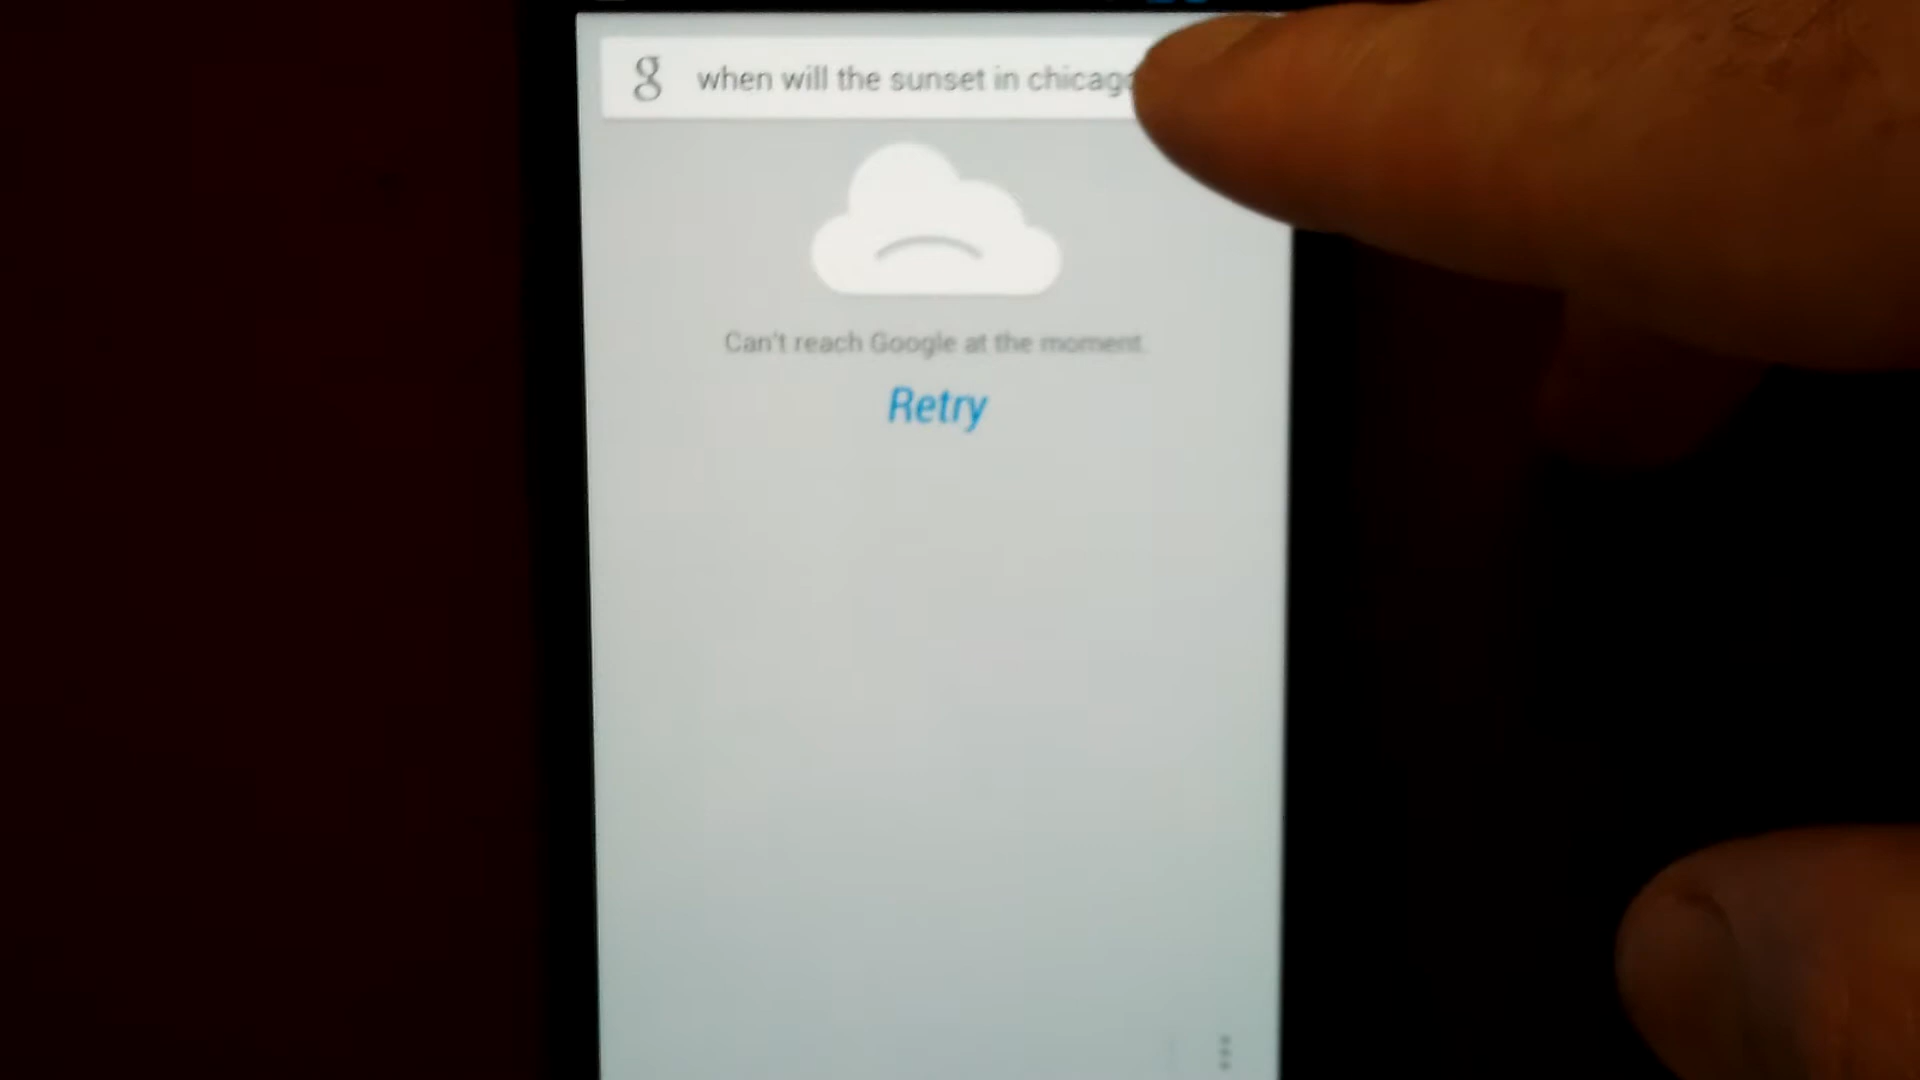 g when will the sunset in chicago
Can't reach Google at the moment.
Retry